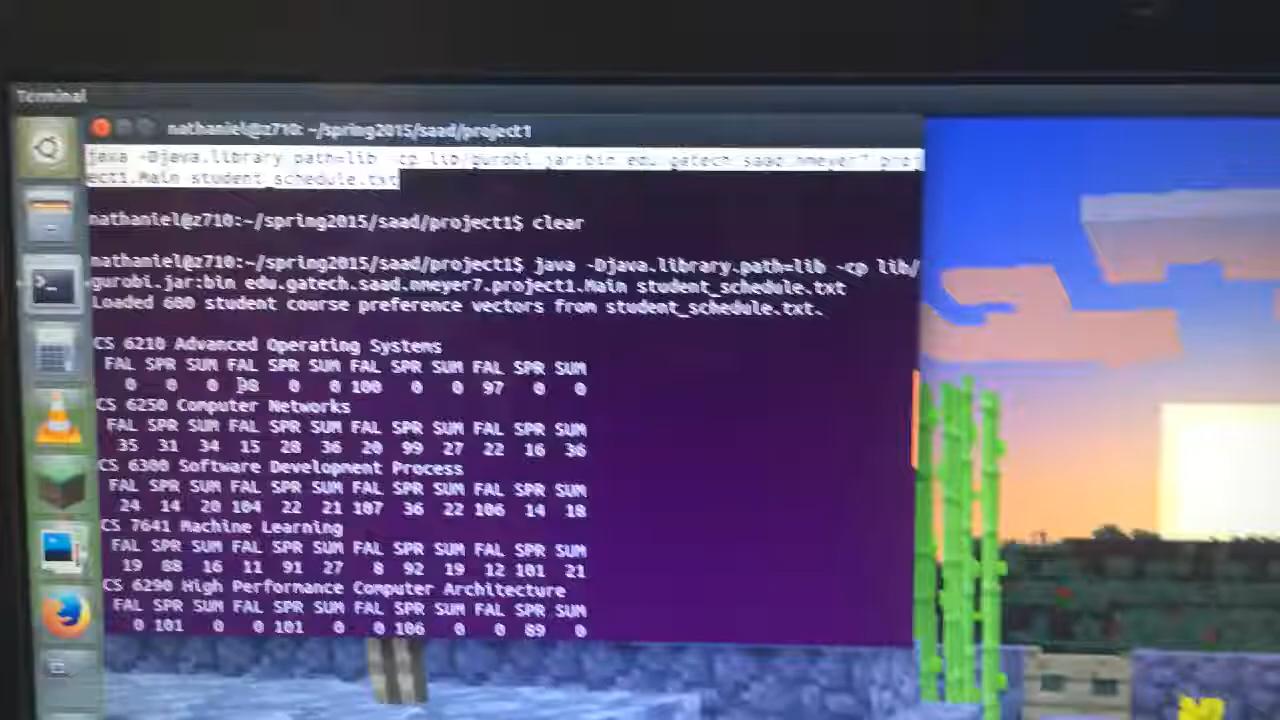 Terminal
nathaniel@z710: ~/spring2015/saad/project1
java -Djava.library.path=lib -cp lib/gurobi.jar:bin edu.gatech.saad.nmeyer7.proj
ect1.Main student_schedule.txt
nathaniel@z710:~/spring2015/saad/project1$ clear
nathaniel@z710:~/spring2015/saad/project1$ java -Djava.library.path=lib -cp lib/
gurobi.jar:bin edu.gatech.saad.nmeyer7.project1.Main student_schedule.txt
Loaded 600 student course preference vectors from student_schedule.txt.
CS 6210 Advanced Operating Systems
FAL SPR SUM FAL SPR SUM FAL SPR SUM FAL SPR SUM
0 0 0 98 0 0 100 0 0 97 0 0
CS 6250 Computer Networks
FAL SPR SUM FAL SPR SUM FAL SPR SUM FAL SPR SUM
35 31 34 15 28 36 20 99 27 22 16 36
CS 6300 Software Development Process
FAL SPR SUM FAL SPR SUM FAL SPR SUM FAL SPR SUM
24 14 20 104 22 21 107 36 22 106 14 18
CS 7641 Machine Learning
FAL SPR SUM FAL SPR SUM FAL SPR SUM FAL SPR SUM
19 88 16 11 91 27 8 92 19 12 101 21
CS 6290 High Performance Computer Architecture
FAL SPR SUM FAL SPR SUM FAL SPR SUM FAL SPR SUM
0 101 0 0 101 0 0 106 0 0 89 0